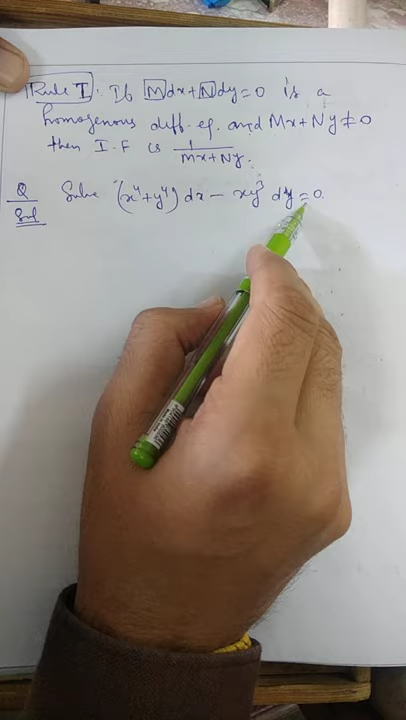 Rule I: If Mdx + Ndy = 0 is a
homogenous diff. eq. and Mx + Ny ≠ 0
then I.F is 1/(Mx+Ny).
Q Solve (x⁴+y⁴) dx − xy³ dy = 0.
Sol